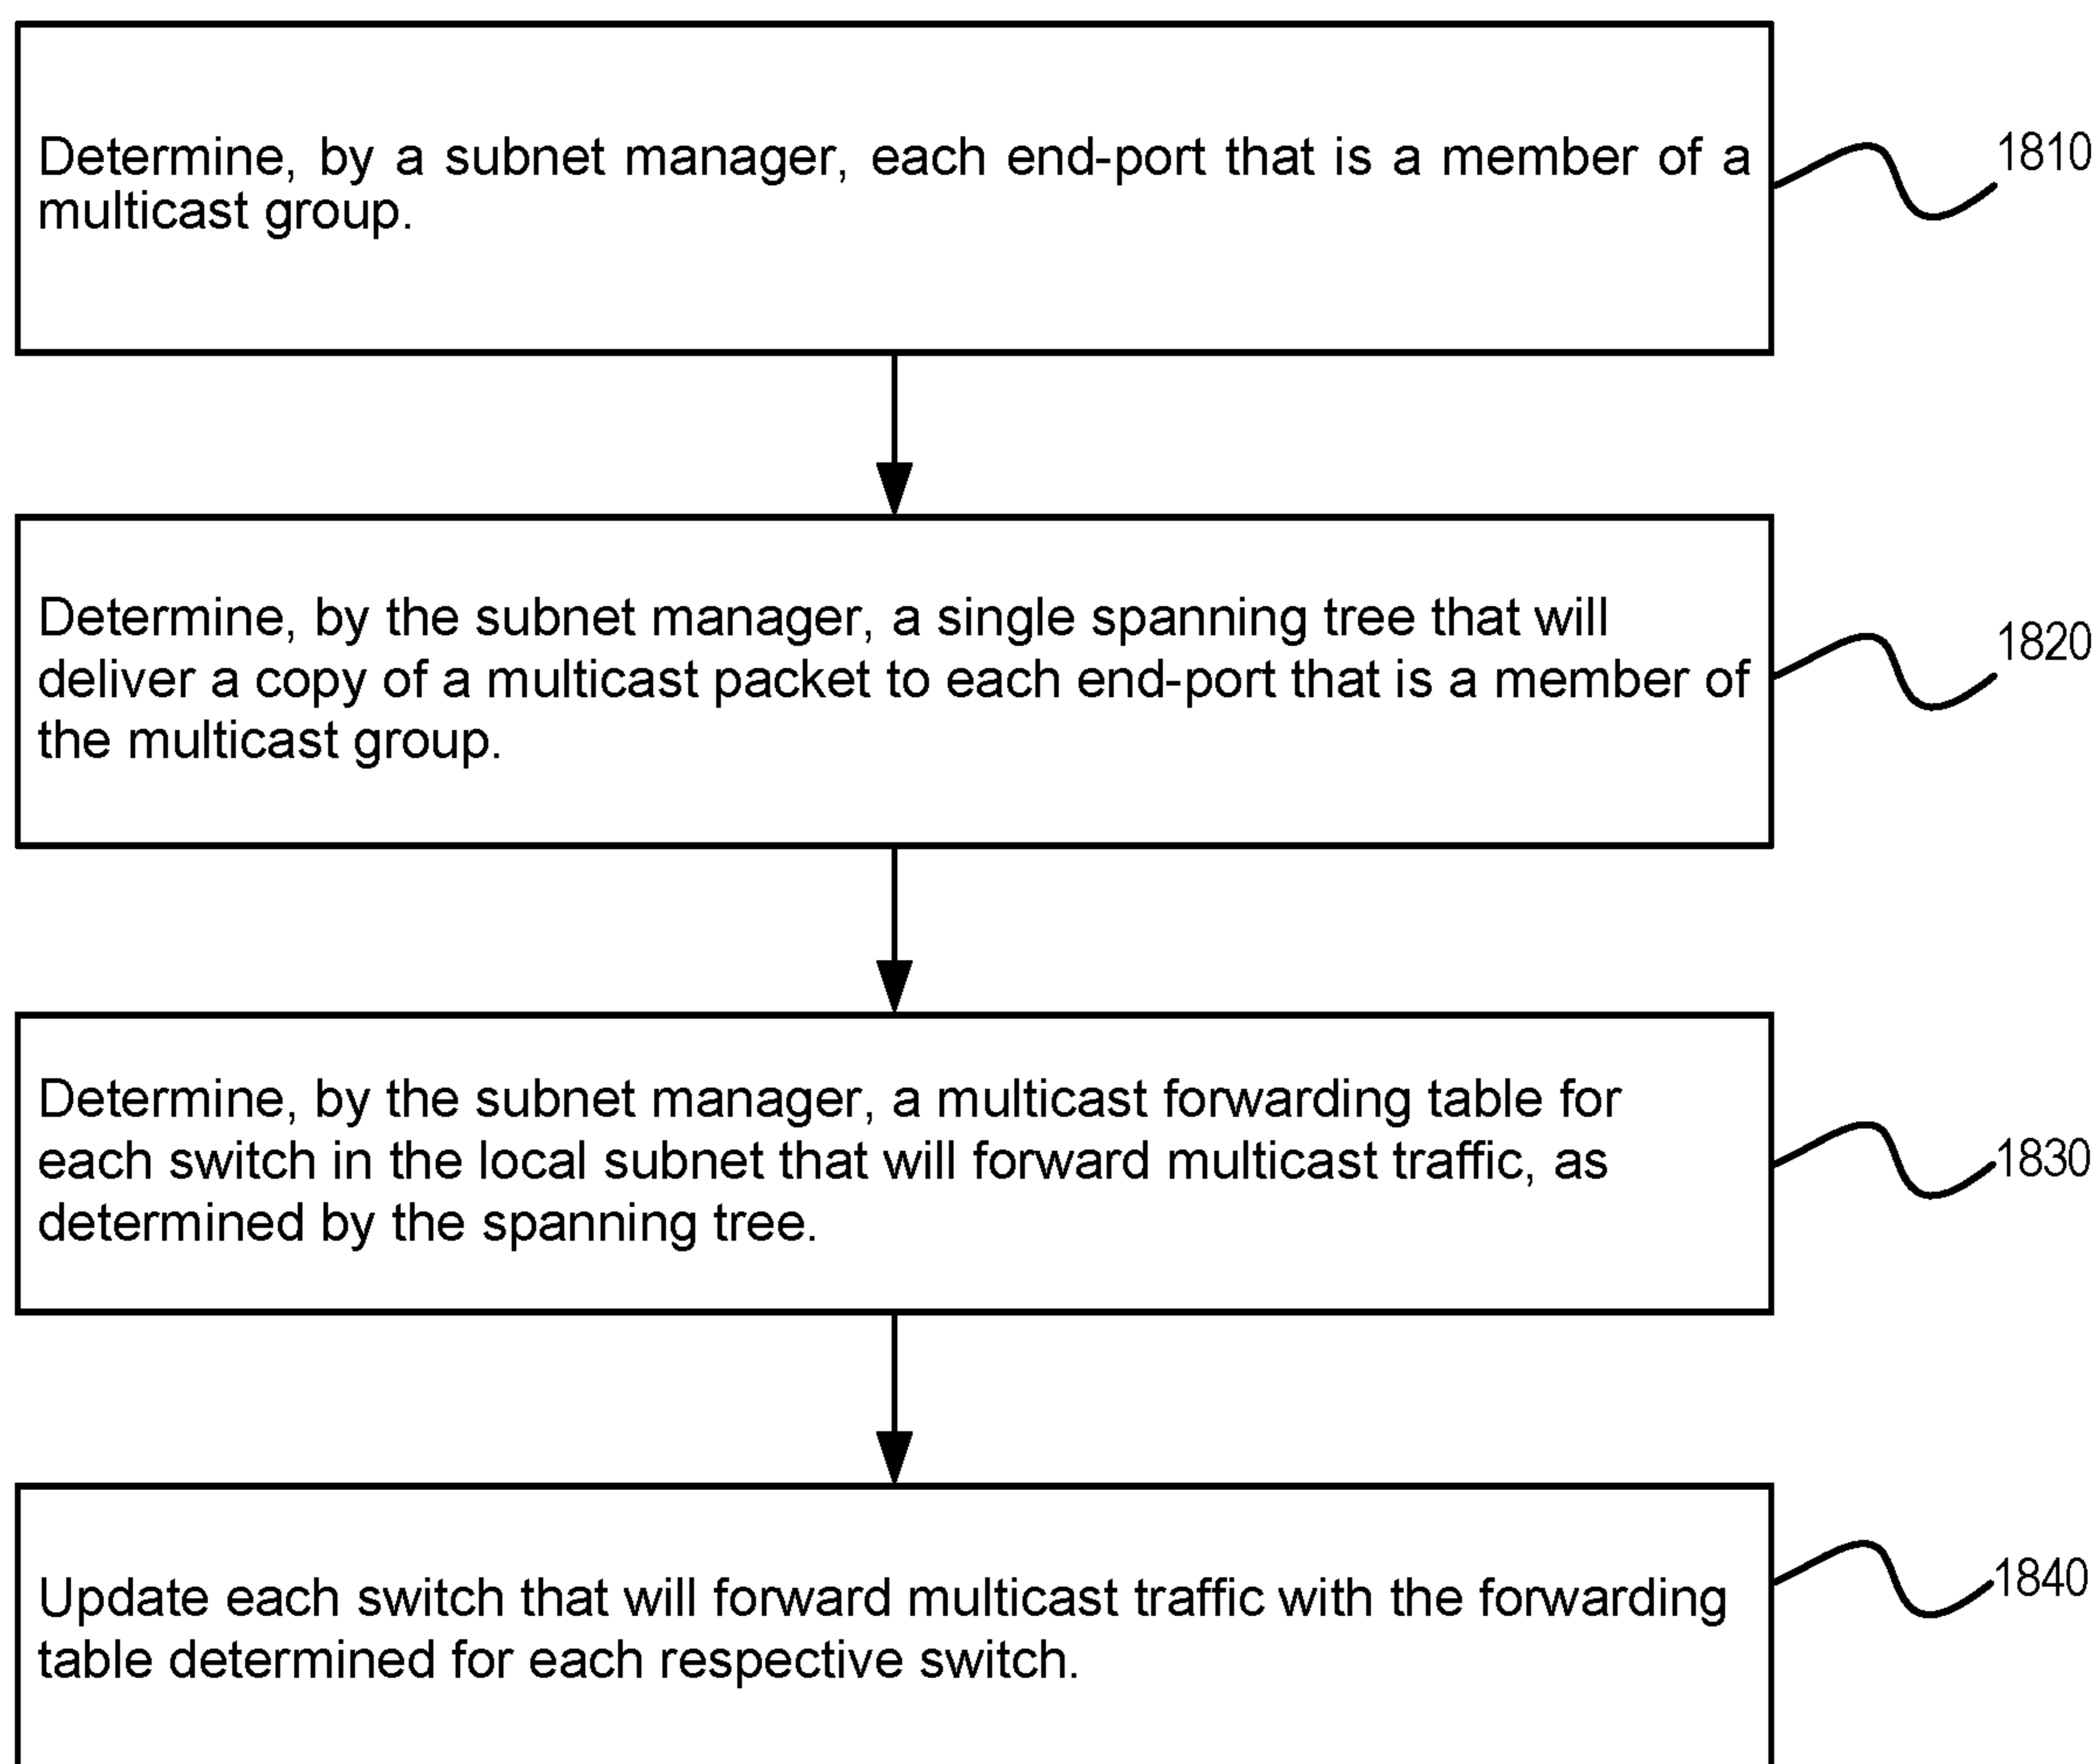 Determine, by a subnet manager, each end-port that is a member of a
multicast group.
1810
Determine, by the subnet manager, a single spanning tree that will
deliver a copy of a multicast packet to each end-port that is a member of
the multicast group.
1820
Determine, by the subnet manager, a multicast forwarding table for
each switch in the local subnet that will forward multicast traffic, as
determined by the spanning tree.
1830
Update each switch that will forward multicast traffic with the forwarding
table determined for each respective switch.
1840